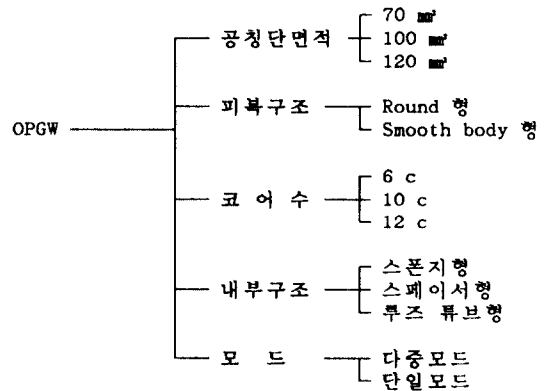 70 ㎟
공칭단면적 100 ㎟
120 ㎟
피복구조 Round 형
OPGW Smooth body 형
6 c
코 어 수 10 c
12 c
스폰지형
내부구조 스페이서형
루즈 튜브형
모 드 다중모드
단일모드